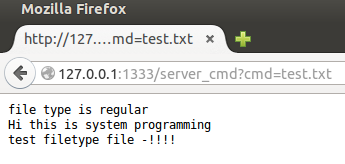 Mozilla Firefox
http://127....md=test.txt
127.0.0.1:1333/server_cmd?cmd=test.txt
file type is regular
Hi this is system programming
test filetype file -!!!!